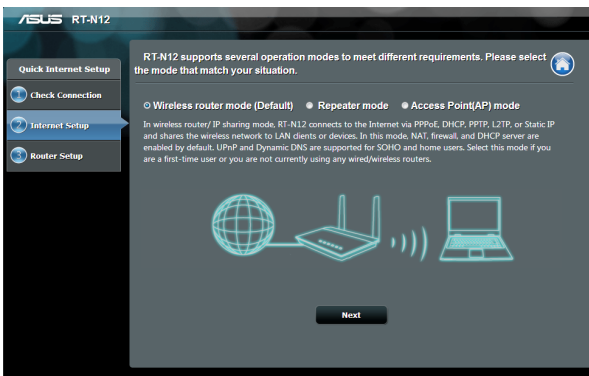 ASUS RT-N12
Quick Internet Setup
1 Check Connection
2 Internet Setup
3 Router Setup
RT-N12 supports several operation modes to meet different requirements. Please select
the mode that match your situation.
Wireless router mode (Default) Repeater mode Access Point(AP) mode
In wireless router/ IP sharing mode, RT-N12 connects to the Internet via PPPoE, DHCP, PPTP, L2TP, or Static IP
and shares the wireless network to LAN clients or devices. In this mode, NAT, firewall, and DHCP server are
enabled by default. UPnP and Dynamic DNS are supported for SOHO and home users. Select this mode if you
are a first-time user or you are not currently using any wired/wireless routers.
Next